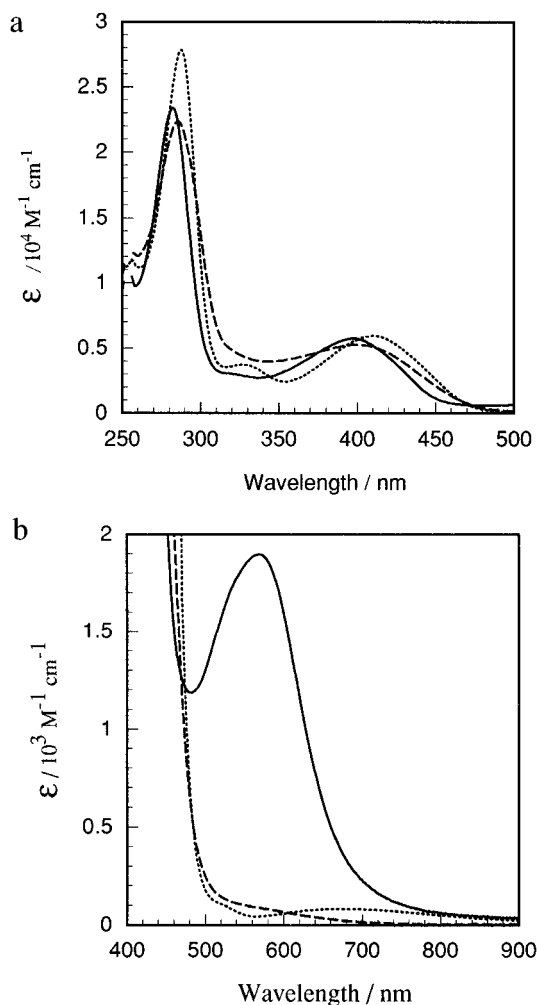 a
3
2.5
2
1.5
1
0.5
0
ε /10⁴ M⁻¹ cm⁻¹
250 300 350 400 450 500
Wavelength / nm
b
2
1.5
1
0.5
0
ε / 10³ M⁻¹ cm⁻¹
400 500 600 700 800 900
Wavelength / nm